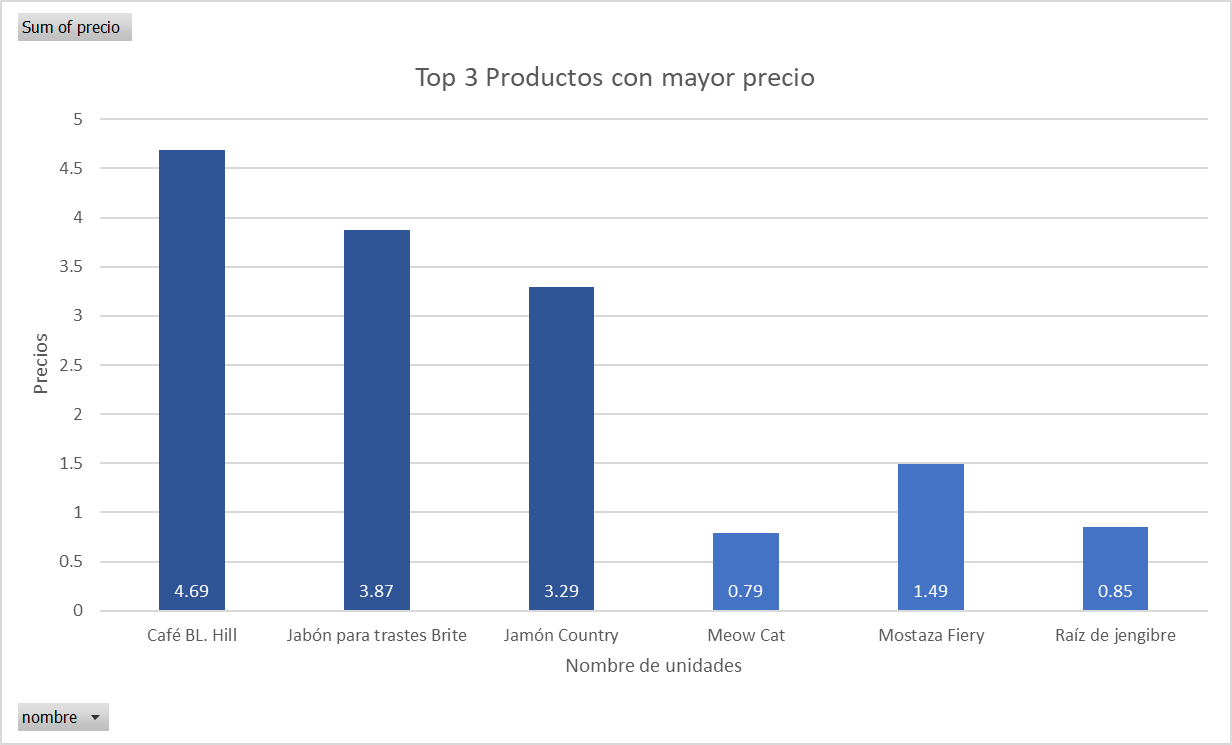 Sum of precio
Top 3 Productos con mayor precio
5
4.5
4
3.5
3
2.5
2
1.5
1
0.5
0
Precios
4.69
3.87
3.29
0.79
1.49
0.85
Café BL. Hill
Jabón para trastes Brite
Jamón Country
Meow Cat
Mostaza Fiery
Raíz de jengibre
Nombre de unidades
nombre